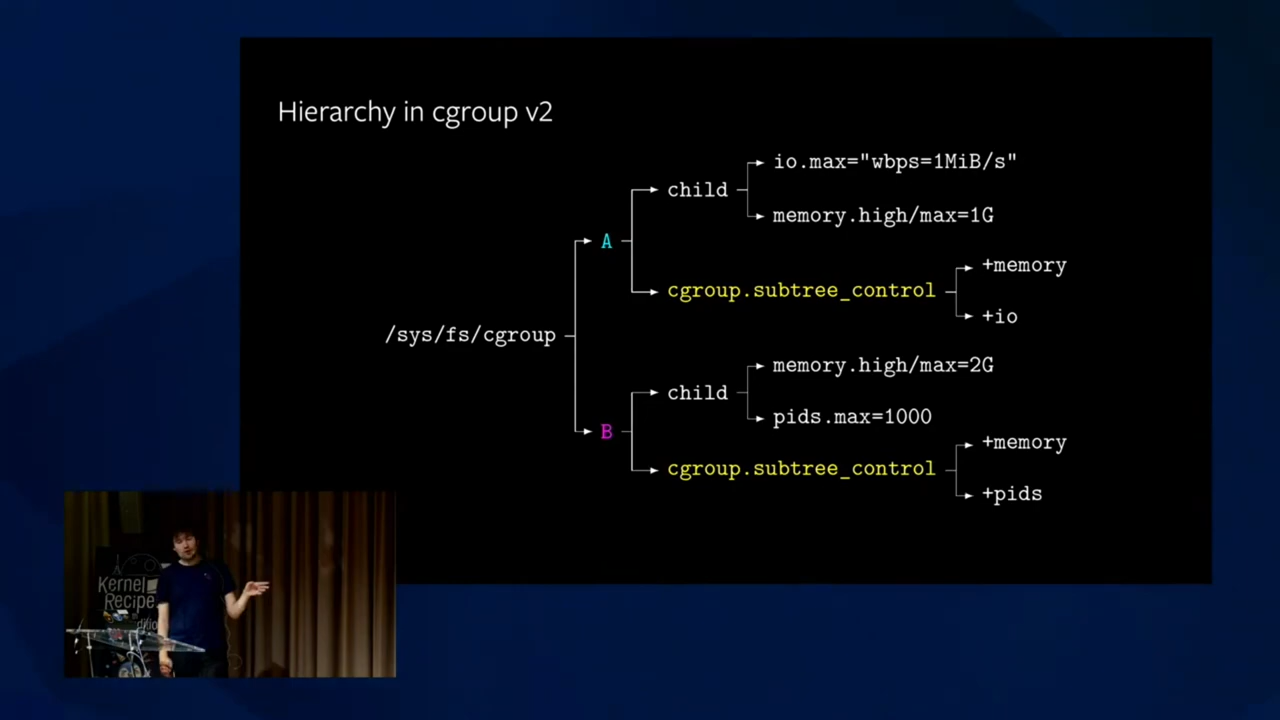 Hierarchy in cgroup v2
io.max="wbps=1MiB/s"
child
memory.high/max=1G
A
+memory
cgroup.subtree_control
+io
/sys/fs/cgroup
memory.high/max=2G
child
pids.max=1000
B
+memory
cgroup.subtree_control
+pids
Kernel
Recipe